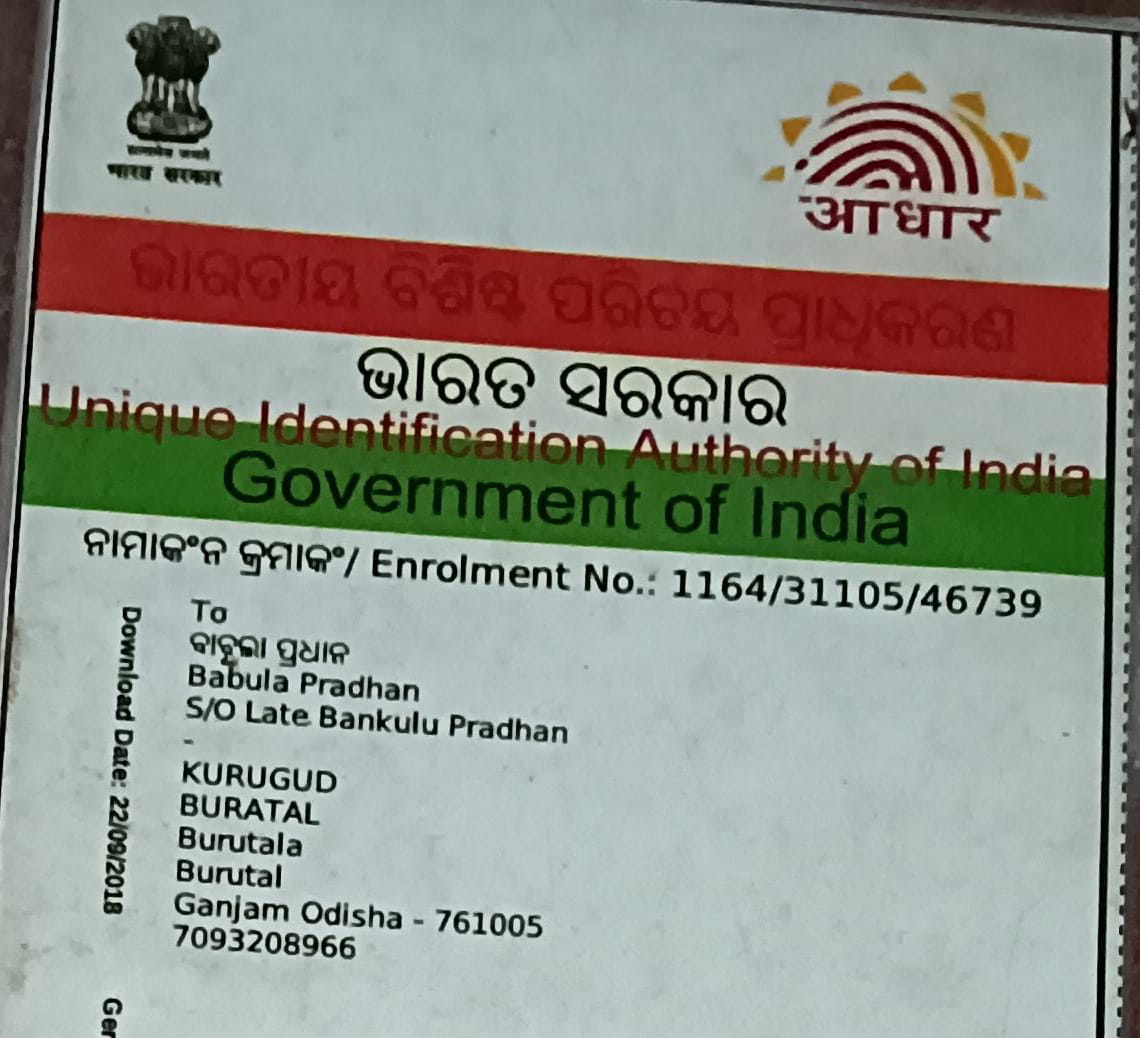 भारत सरकार
आधार
ଭାରତୀୟ ବିଶିଷ୍ଟ ପରିଚୟ ପ୍ରାଧିକରଣ
ଭାରତ ସରକାର
Unique Identification Authority of India
Government of India
ନାମାକଂନ କ୍ରମାକଂ/ Enrolment No.: 1164/31105/46739
To
ବାବୁଲା ପ୍ରଧାନ
Babula Pradhan
S/O Late Bankulu Pradhan
-
KURUGUD
BURATAL
Burutala
Burutal
Ganjam Odisha - 761005
7093208966
Download Date: 22/09/2018